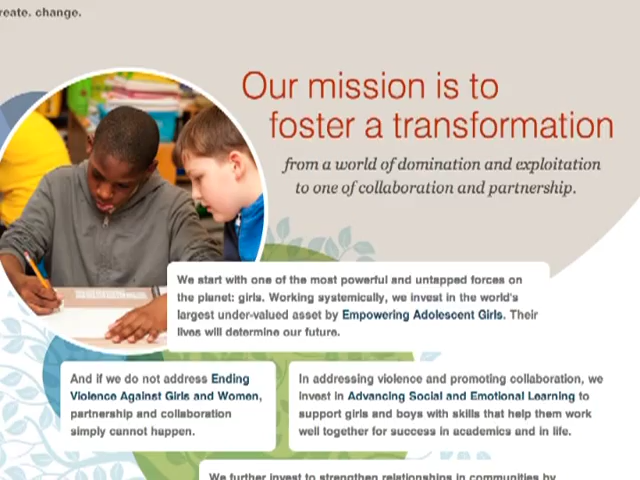 create. change.
Our mission is to
foster a transformation
from a world of domination and exploitation
to one of collaboration and partnership.
We start with one of the most powerful and untapped forces on
the planet: girls. Working systemically, we invest in the world's
largest under-valued asset by Empowering Adolescent Girls. Their
lives will determine our future.
And if we do not address Ending
Violence Against Girls and Women,
partnership and collaboration
simply cannot happen.
In addressing violence and promoting collaboration, we
invest in Advancing Social and Emotional Learning to
support girls and boys with skills that help them work
well together for success in academics and in life.
We further invest to strengthen relationships in communities by